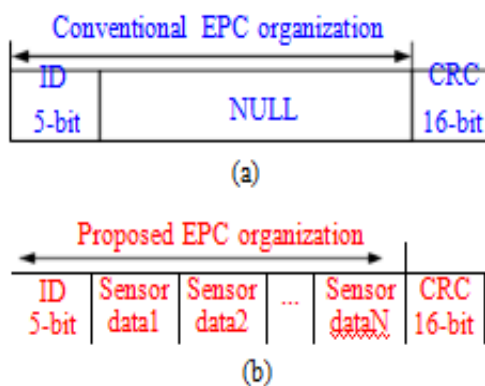 Conventional EPC organization
ID NULL CRC
5-bit 16-bit
(a)
Proposed EPC organization
ID Sensor Sensor ... Sensor CRC
5-bit data1 data2 dataN 16-bit
(b)